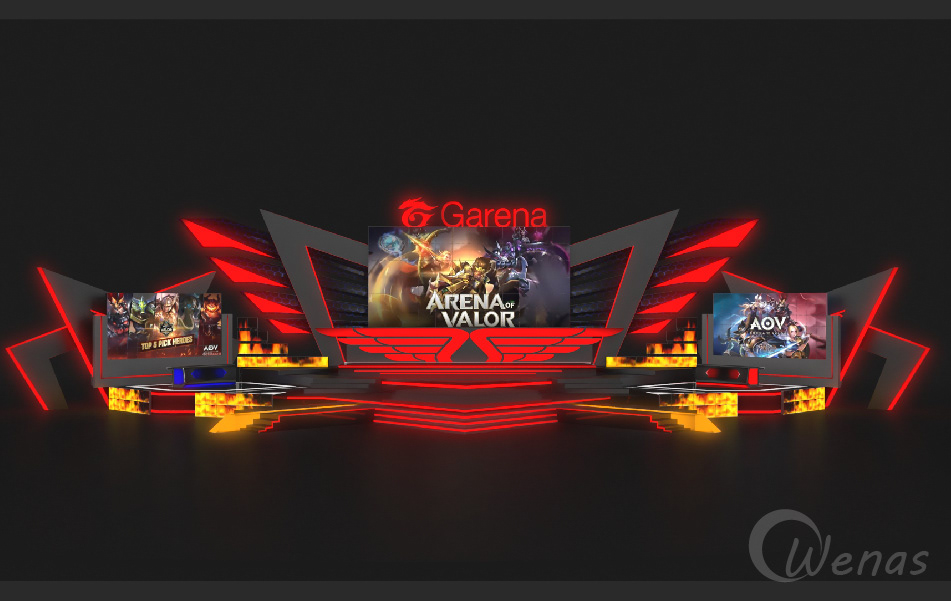 Garena
ARENA OF
VALOR
TOP 5 PICK HEROES
AOV
AOV
Wenas